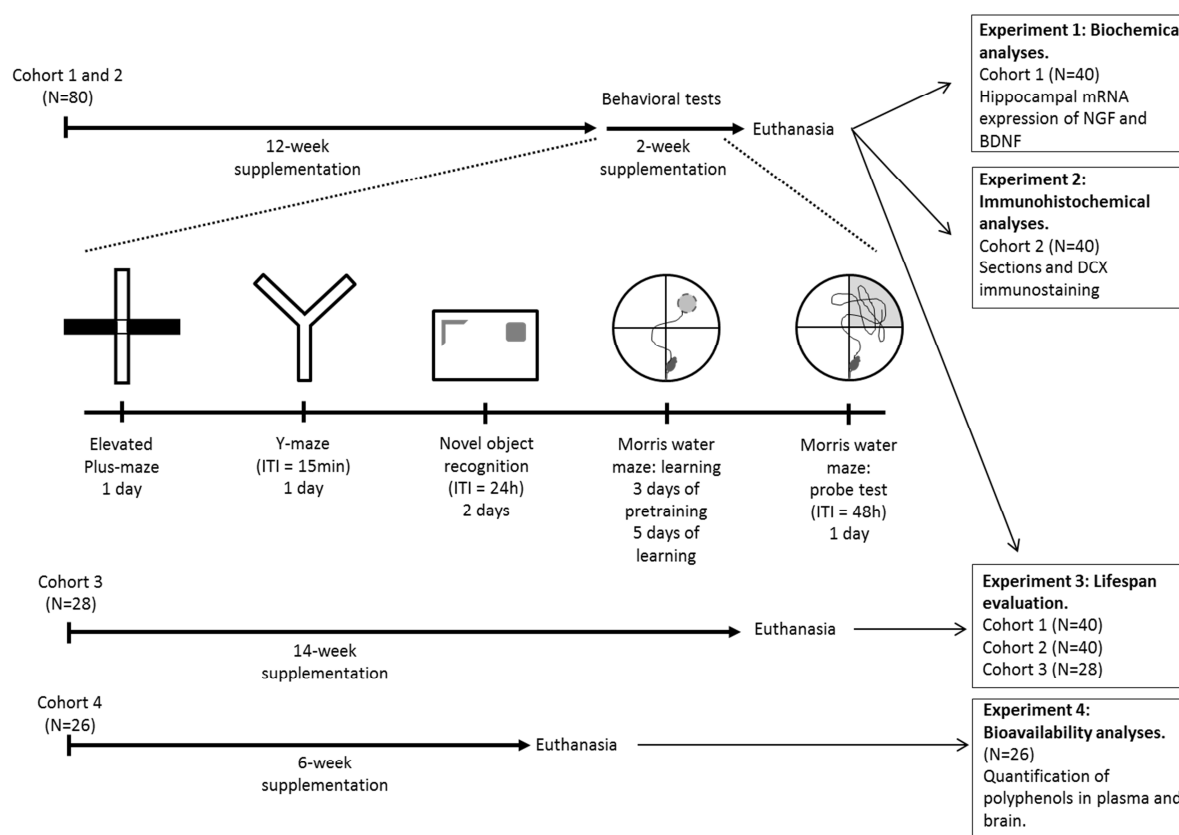 Cohort 1 and 2
(N=80)
12-week
supplementation
Behavioral tests
2-week
supplementation
Euthanasia
Experiment 1: Biochemical
analyses.
Cohort 1 (N=40)
Hippocampal mRNA
expression of NGF and
BDNF
Experiment 2:
Immunohistochemical
analyses.
Cohort 2 (N=40)
Sections and DCX
immunostaining
Elevated
Plus-maze
1 day
Y-maze
(ITI = 15min)
1 day
Novel object
recognition
(ITI = 24h)
2 days
Morris water
maze: learning
3 days of
pretraining
5 days of
learning
Morris water
maze:
probe test
(ITI = 48h)
1 day
Cohort 3
(N=28)
14-week
supplementation
Euthanasia
Experiment 3: Lifespan
evaluation.
Cohort 1 (N=40)
Cohort 2 (N=40)
Cohort 3 (N=28)
Cohort 4
(N=26)
6-week
supplementation
Euthanasia
Experiment 4:
Bioavailability analyses.
(N=26)
Quantification of
polyphenols in plasma and
brain.